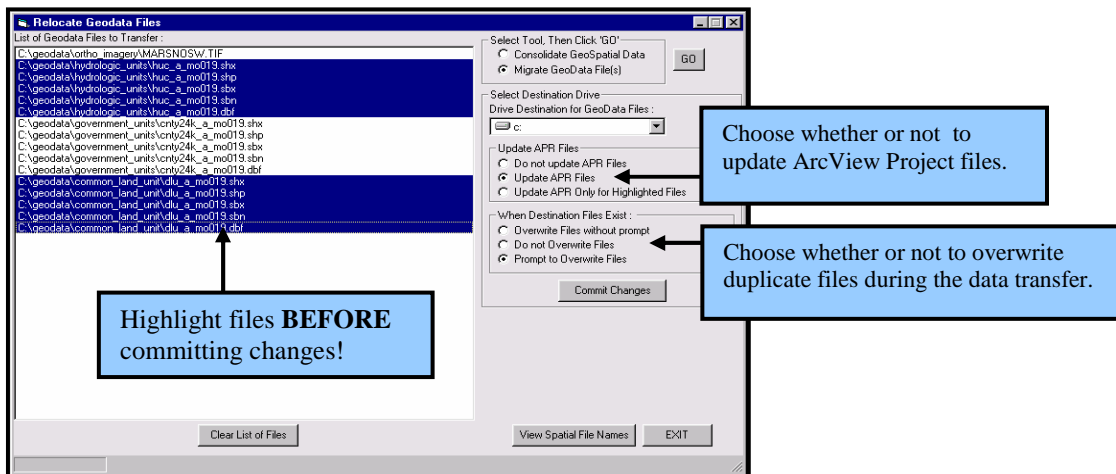 Relocate Geodata Files
List of Geodata Files to Transfer :
C:\geodata\ortho_imagery\MARSNOSW.TIF
C:\geodata\hydrologic_units\huc_a_mo019.shx
C:\geodata\hydrologic_units\huc_a_mo019.shp
C:\geodata\hydrologic_units\huc_a_mo019.sbx
C:\geodata\hydrologic_units\huc_a_mo019.sbn
C:\geodata\hydrologic_units\huc_a_mo019.dbf
C:\geodata\government_units\cnty24k_a_mo019.shx
C:\geodata\government_units\cnty24k_a_mo019.shp
C:\geodata\government_units\cnty24k_a_mo019.sbx
C:\geodata\government_units\cnty24k_a_mo019.sbn
C:\geodata\government_units\cnty24k_a_mo019.dbf
C:\geodata\common_land_unit\dlu_a_mo019.shx
C:\geodata\common_land_unit\dlu_a_mo019.shp
C:\geodata\common_land_unit\dlu_a_mo019.sbx
C:\geodata\common_land_unit\dlu_a_mo019.sbn
C:\geodata\common_land_unit\dlu_a_mo019.dbf
Highlight files BEFORE
committing changes!
Clear List of Files
Select Tool, Then Click 'GO'
Consolidate GeoSpatial Data
Migrate GeoData File(s)
GO
Select Destination Drive
Drive Destination for GeoData Files :
c:
Update APR Files
Do not update APR Files
Update APR Files
Update APR Only for Highlighted Files
When Destination Files Exist :
Overwrite Files without prompt
Do not Overwrite Files
Prompt to Overwrite Files
Commit Changes
View Spatial File Names
EXIT
Choose whether or not to
update ArcView Project files.
Choose whether or not to overwrite
duplicate files during the data transfer.